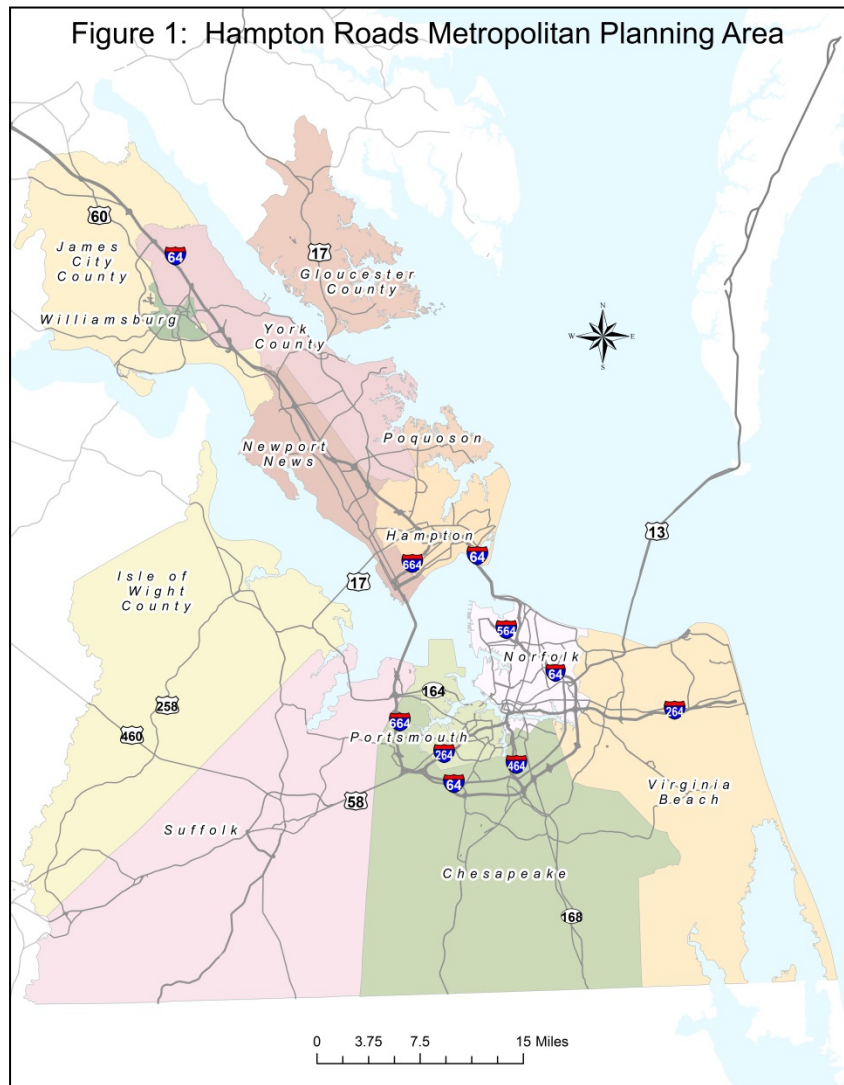 Figure 1: Hampton Roads Metropolitan Planning Area
60
James
City
County
64
17
Gloucester
County
Williamsburg
York
County
N
W E
S
Newport
News
Poquoson
Hampton
13
664
64
17
Isle of
Wight
County
564
Norfolk
64
164
258
264
460
664
Portsmouth
264
464
64
Virginia
Beach
58
Suffolk
Chesapeake
168
0 3.75 7.5 15 Miles